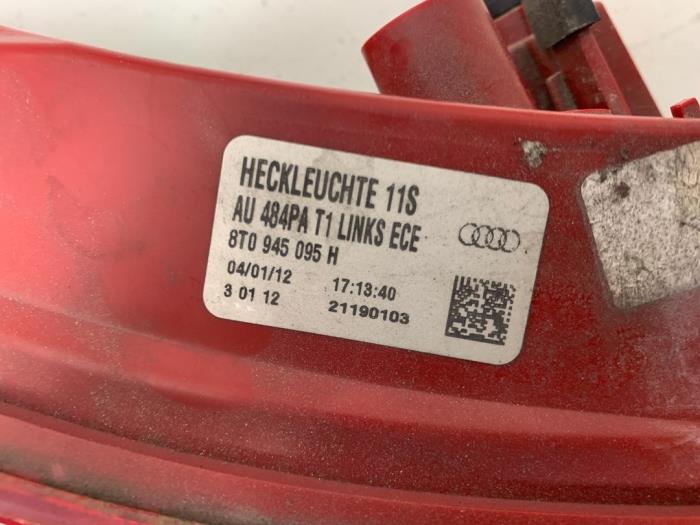 HECKLEUCHTE 11S
AU 484PA T1 LINKS ECE
8T0 945 095 H
04/01/12 17:13:40
3 01 12 21190103